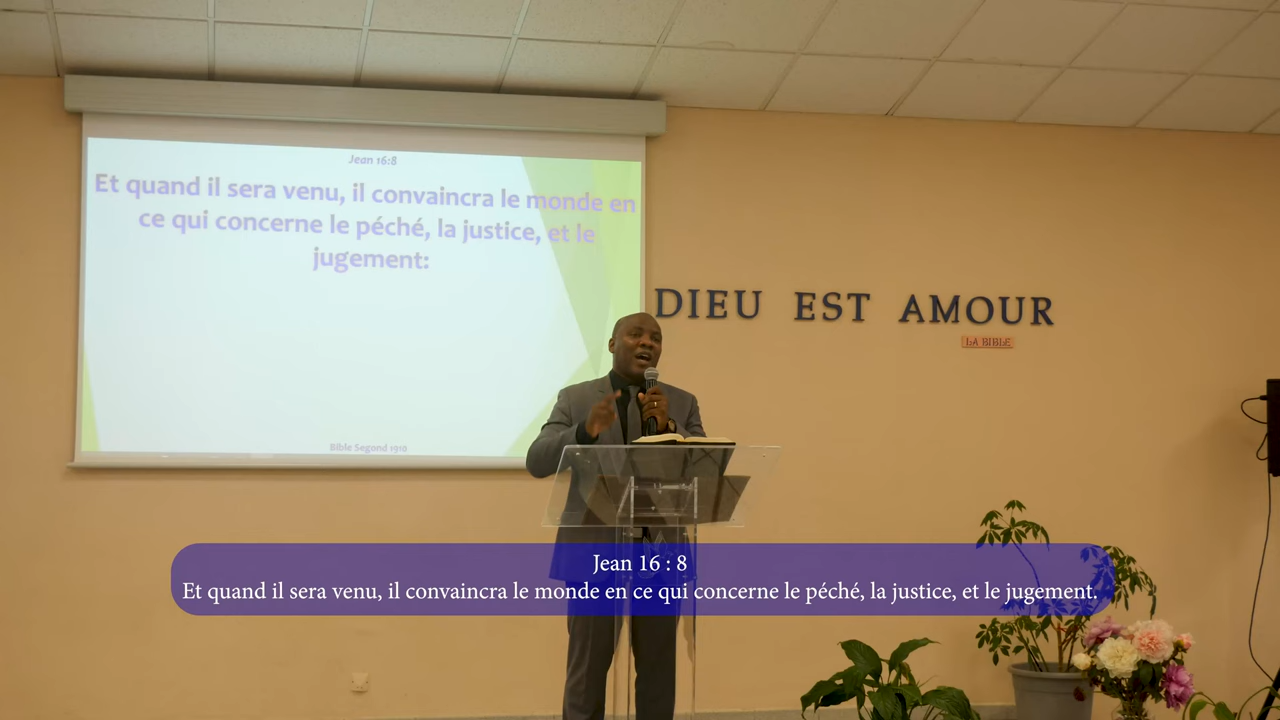 Jean 16:8
Et quand il sera venu, il convaincra le monde en
ce qui concerne le péché, la justice, et le
jugement:
Bible Segond 1910
DIEU EST AMOUR
LA BIBLE
Jean 16 : 8
Et quand il sera venu, il convaincra le monde en ce qui concerne le péché, la justice, et le jugement.